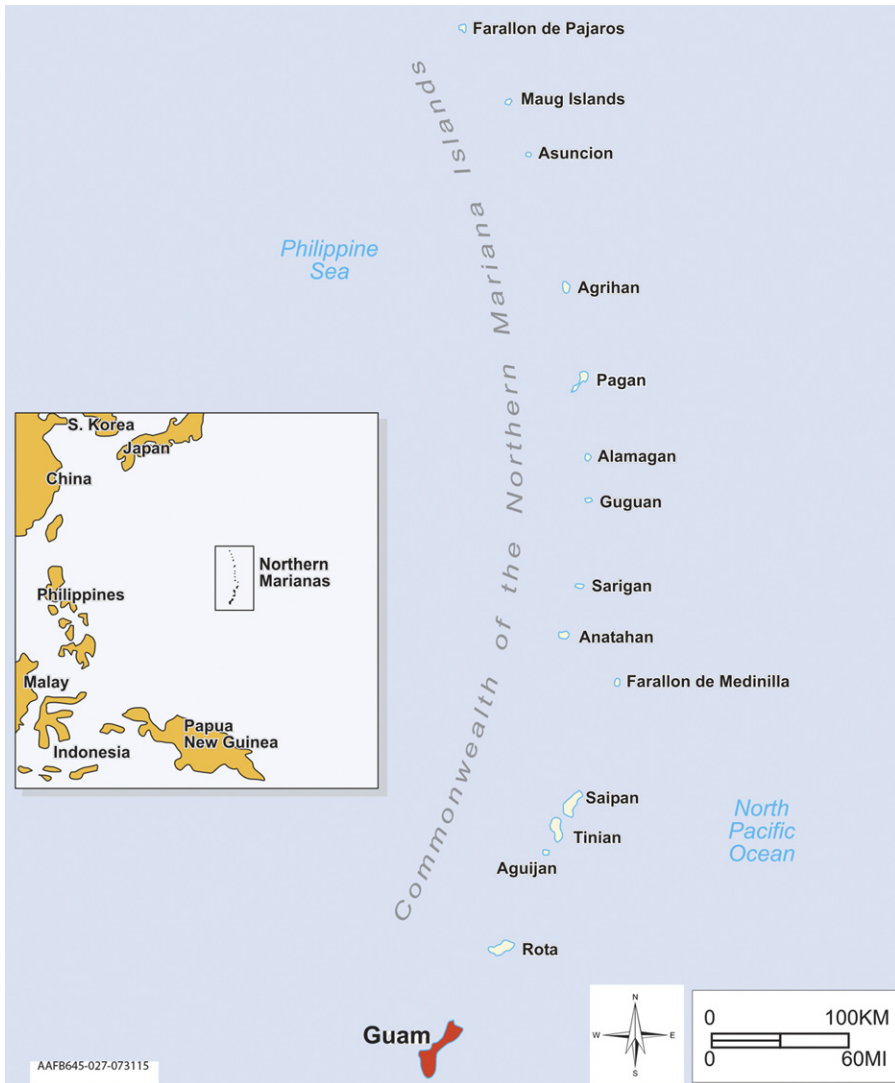 Farallon de Pajaros
Maug Islands
Asuncion
Philippine
Sea
Agrihan
Pagan
Commonwealth of the Northern Mariana Islands
S. Korea
Japan
China
Northern
Marianas
Philippines
Malay
Papua
New Guinea
Indonesia
Alamagan
Guguan
Sarigan
Anatahan
Farallon de Medinilla
Saipan
Tinian
Aguijan
North
Pacific
Ocean
Rota
Guam
N
W E
S
0 100KM
0 60MI
AAFB645-027-073115